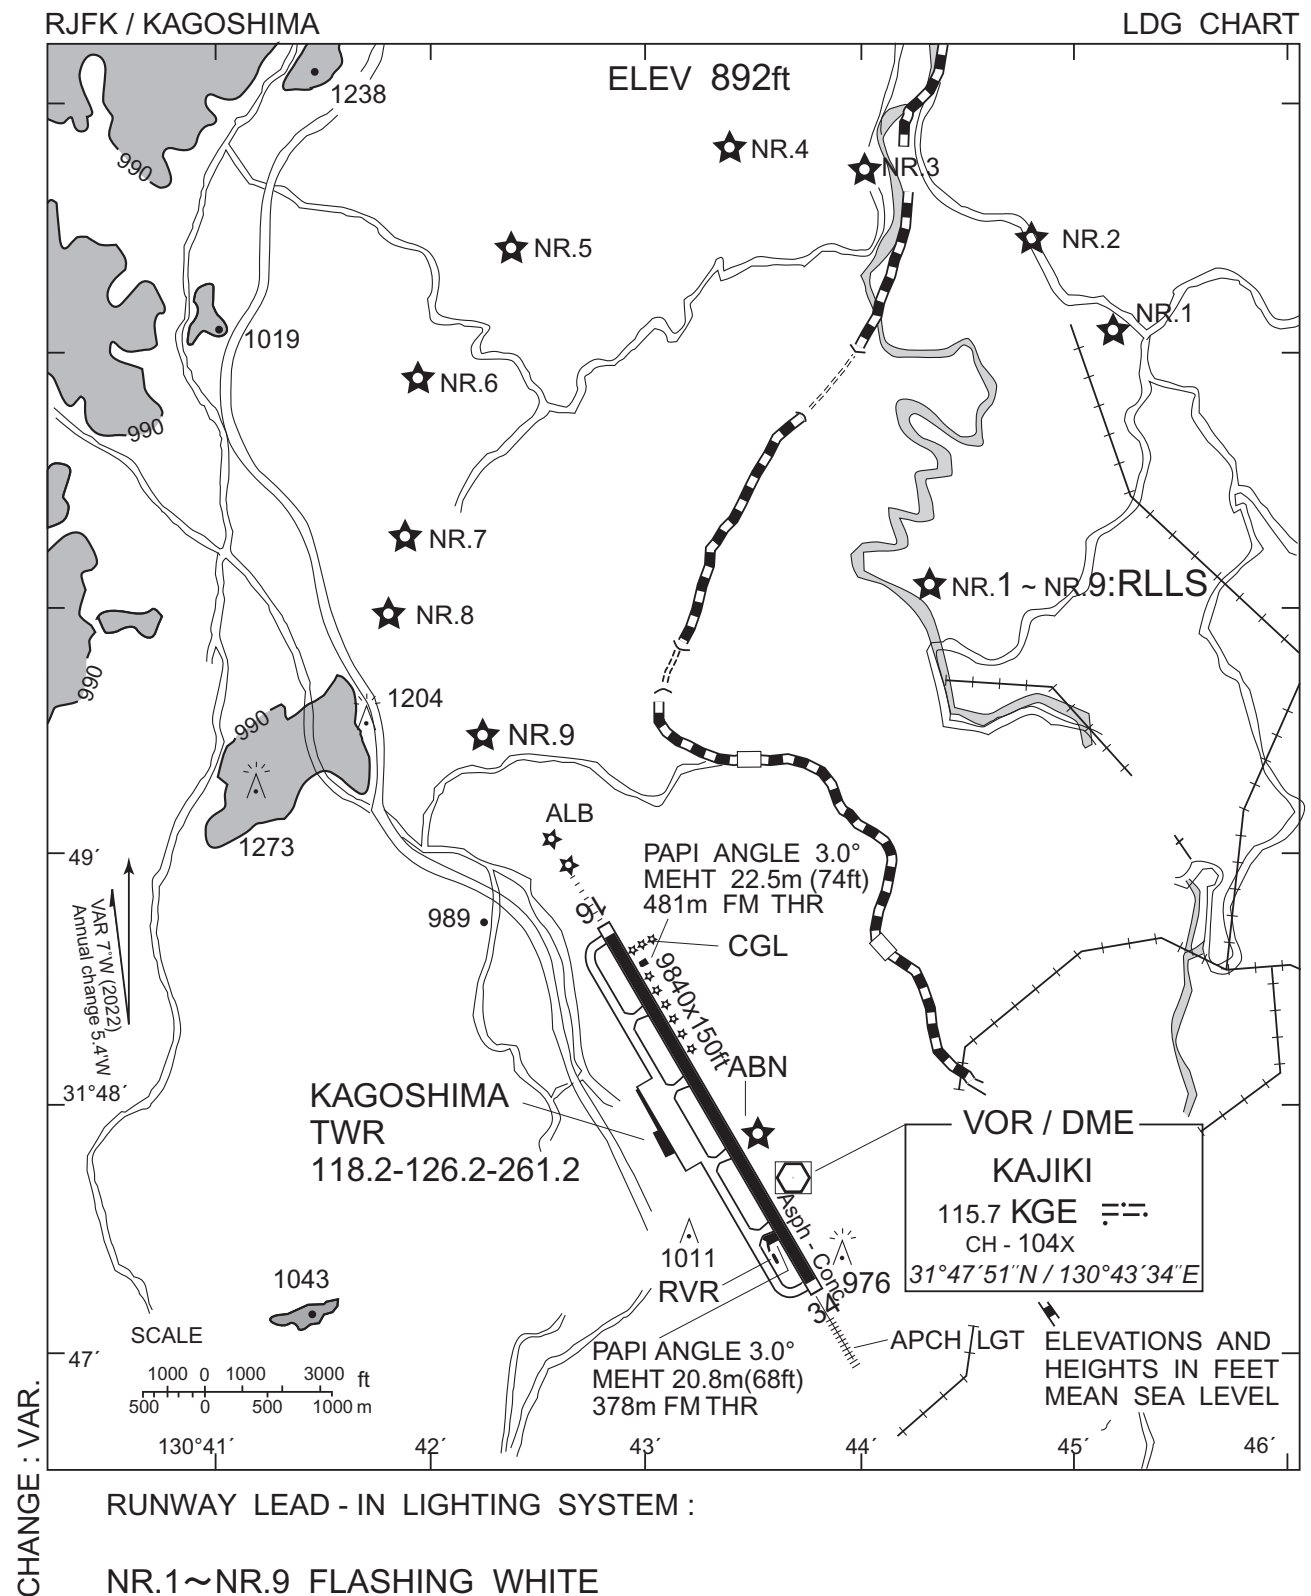 RJFK / KAGOSHIMA
LDG CHART
ELEV 892ft
1238
NR.4
NR.3
990
NR.2
NR.5
NR.1
1019
NR.6
990
NR.7
NR.1 ~ NR.9:RLLS
NR.8
990
1204
990
NR.9
ALB
1273
49´
PAPI ANGLE 3.0°
MEHT 22.5m (74ft)
481m FM THR
16
989
CGL
VAR 7°W (2022)
Annual change 5.4'W
9840x150ft
ABN
31°48´
KAGOSHIMA
TWR
118.2-126.2-261.2
VOR / DME
KAJIKI
115.7 KGE
CH - 104X
31°47´51˝N / 130°43´34˝E
Asph - Conc
1011
976
RVR
1043
34
SCALE
APCH LGT
ELEVATIONS AND
HEIGHTS IN FEET
MEAN SEA LEVEL
47´
PAPI ANGLE 3.0°
MEHT 20.8m(68ft)
378m FM THR
1000 0 1000 3000 ft
500 0 500 1000 m
130°41´ 42´ 43´ 44´ 45´ 46´
CHANGE : VAR.
RUNWAY LEAD - IN LIGHTING SYSTEM :
NR.1～NR.9 FLASHING WHITE